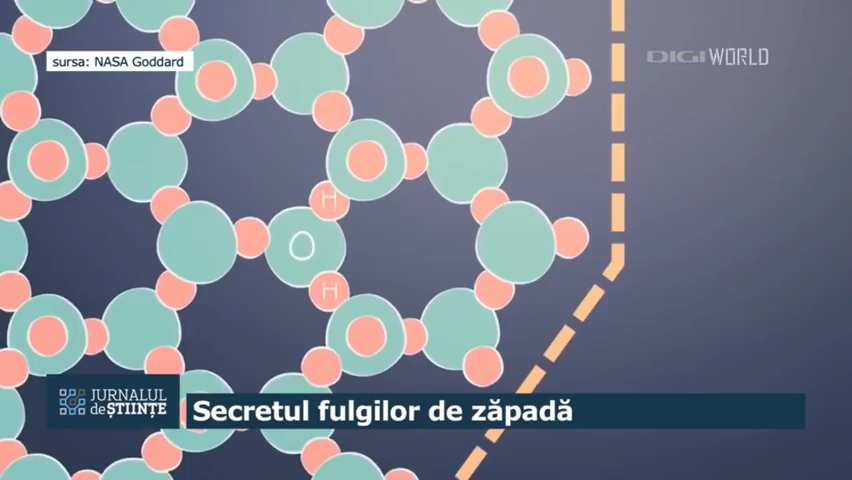 sursa: NASA Goddard
DIGI WORLD
H
O
H
JURNALUL
de ȘTIINȚE
Secretul fulgilor de zăpadă